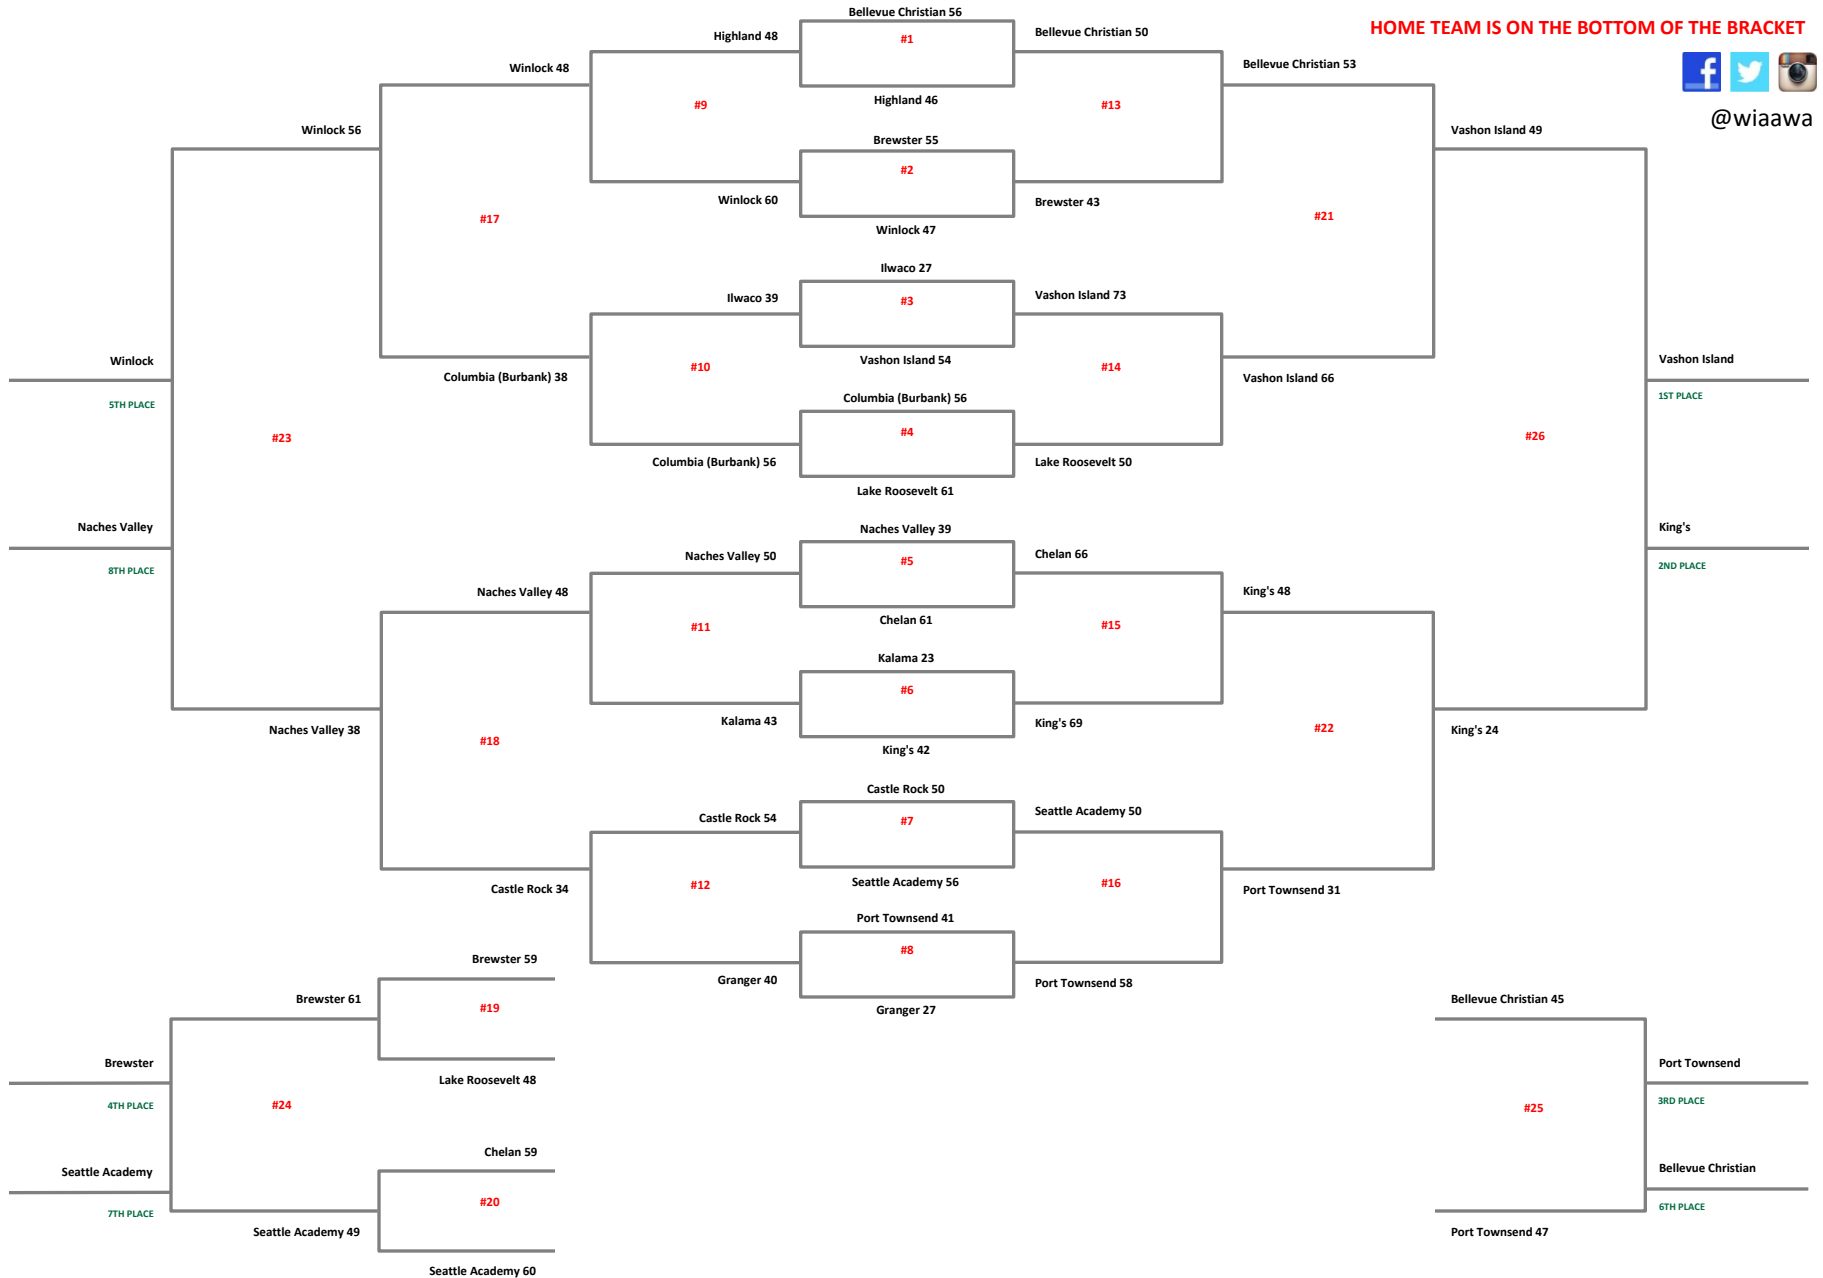 HOME TEAM IS ON THE BOTTOM OF THE BRACKET
@wiaawa
Bellevue Christian 56
#1
Highland 46
Brewster 55
#2
Winlock 47
Ilwaco 27
#3
Vashon Island 54
Columbia (Burbank) 56
#4
Lake Roosevelt 61
Naches Valley 39
#5
Chelan 61
Kalama 23
#6
King's 42
Castle Rock 50
#7
Seattle Academy 56
Port Townsend 41
#8
Granger 27
Highland 48
#9
Winlock 60
Ilwaco 39
#10
Columbia (Burbank) 56
Naches Valley 50
#11
Kalama 43
Castle Rock 54
#12
Granger 40
Bellevue Christian 50
#13
Brewster 43
Vashon Island 73
#14
Lake Roosevelt 50
Chelan 66
#15
King's 69
Seattle Academy 50
#16
Port Townsend 58
Winlock 48
#17
Columbia (Burbank) 38
Naches Valley 48
#18
Castle Rock 34
Brewster 59
#19
Lake Roosevelt 48
Chelan 59
#20
Seattle Academy 60
Bellevue Christian 53
#21
Vashon Island 66
King's 48
#22
Port Townsend 31
Winlock 56
#23
Naches Valley 38
Winlock
5TH PLACE
Naches Valley
8TH PLACE
Brewster 61
#24
Seattle Academy 49
Brewster
4TH PLACE
Seattle Academy
7TH PLACE
Bellevue Christian 45
#25
Port Townsend 47
Port Townsend
3RD PLACE
Bellevue Christian
6TH PLACE
Vashon Island 49
#26
King's 24
Vashon Island
1ST PLACE
King's
2ND PLACE